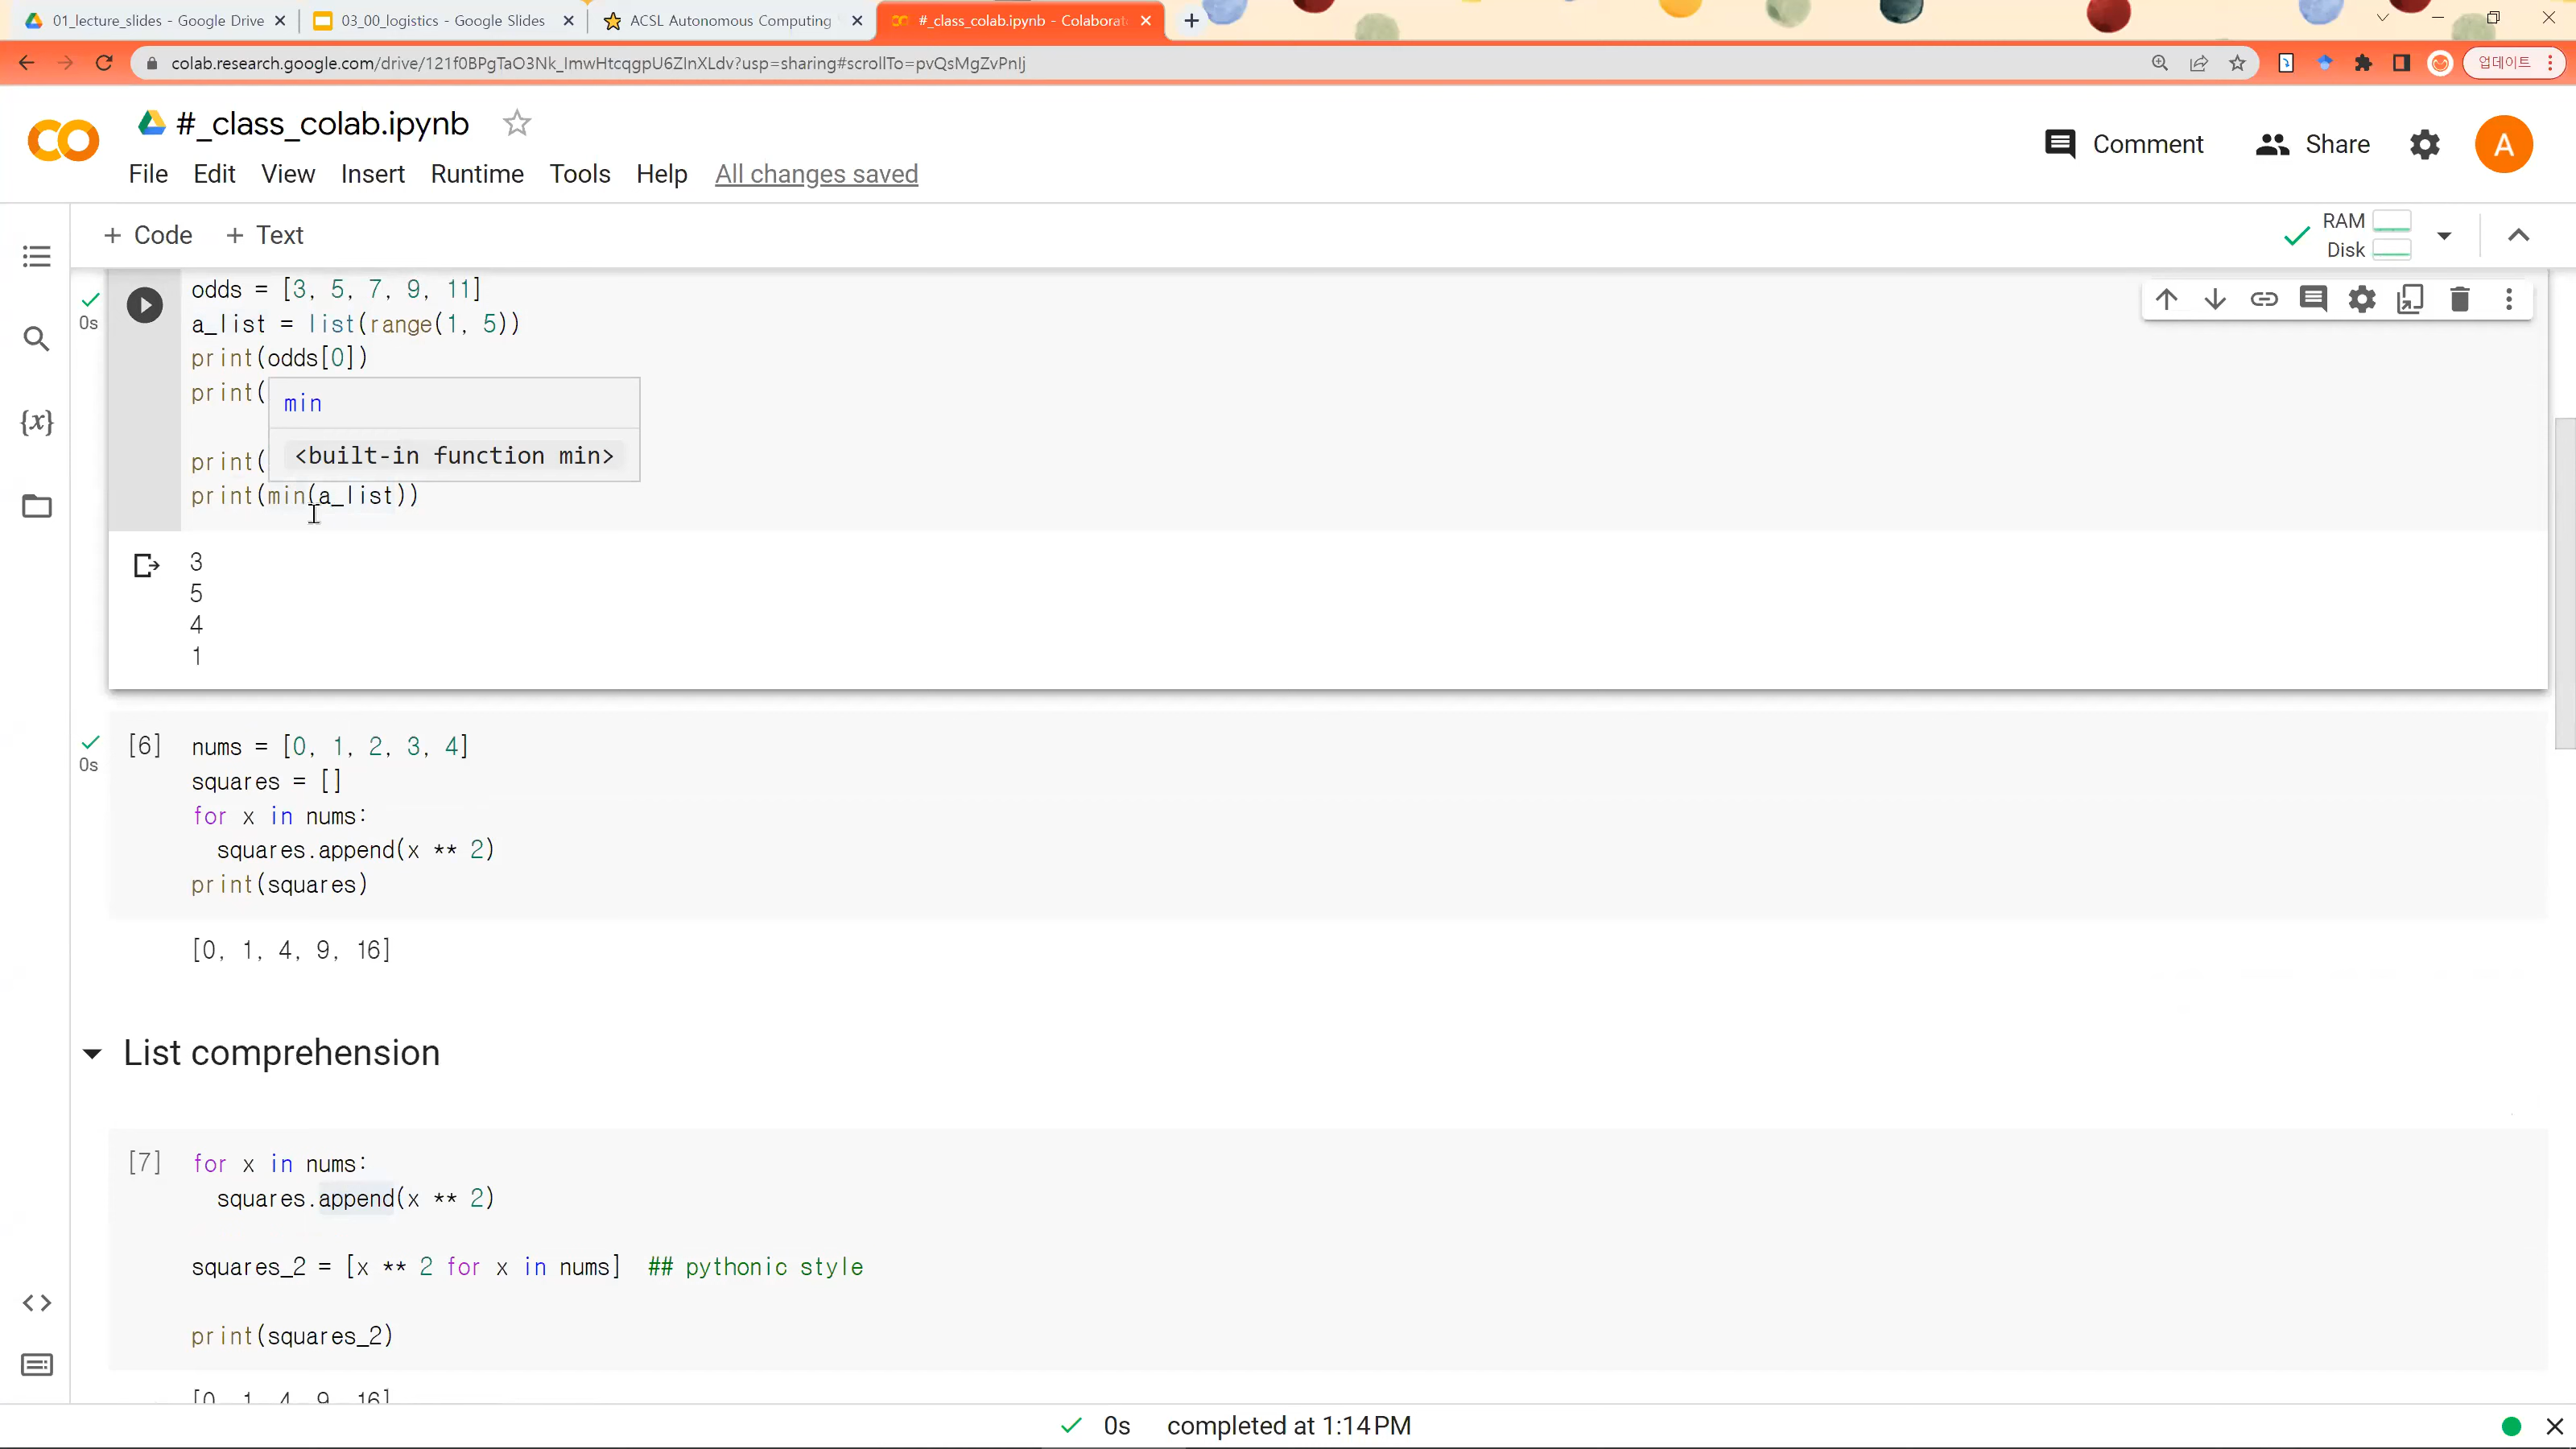 01_lecture_slides - Google Drive
03_00_logistics - Google Slides
ACSL Autonomous Computing
#_class_colab.ipynb - Colaborat
colab.research.google.com/drive/
업데이트
#_class_colab.ipynb
Comment
Share
A
File Edit View Insert Runtime Tools Help All changes saved
+ Code + Text
RAM
Disk
0s
odds = [3, 5, 7, 9, 11]
a_list = list(range(1, 5))
print(odds[0])
print(
min
<built-in function min>
print(
print(min(a_list))
3
5
4
1
0s
[6]
nums = [0, 1, 2, 3, 4]
squares = []
for x in nums:
squares.append(x ** 2)
print(squares)
[0, 1, 4, 9, 16]
List comprehension
[7]
for x in nums:
squares.append(x ** 2)
squares_2 = [x ** 2 for x in nums] ## pythonic style
print(squares_2)
[0, 1, 4, 9, 16]
0s completed at 1:14 PM